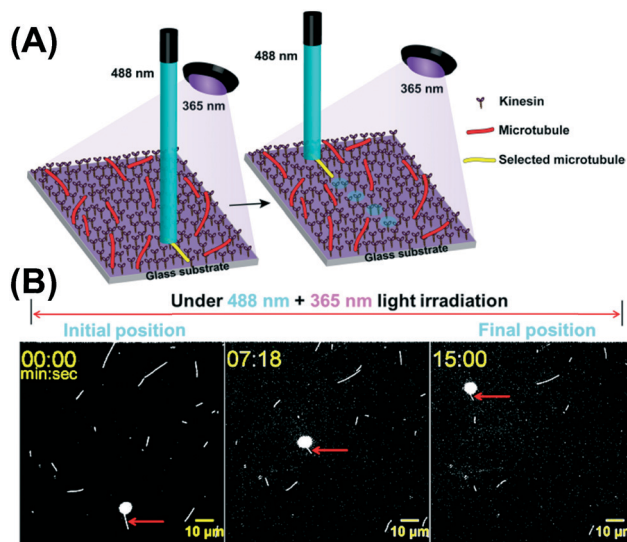 (A)
488 nm
365 nm
Glass substrate
488 nm
365 nm
Glass substrate
Kinesin
Microtubule
Selected microtubule
(B)
Under 488 nm + 365 nm light irradiation
Initial position
Final position
00:00
min:sec
10 µm
07:18
10 µm
15:00
10 µm